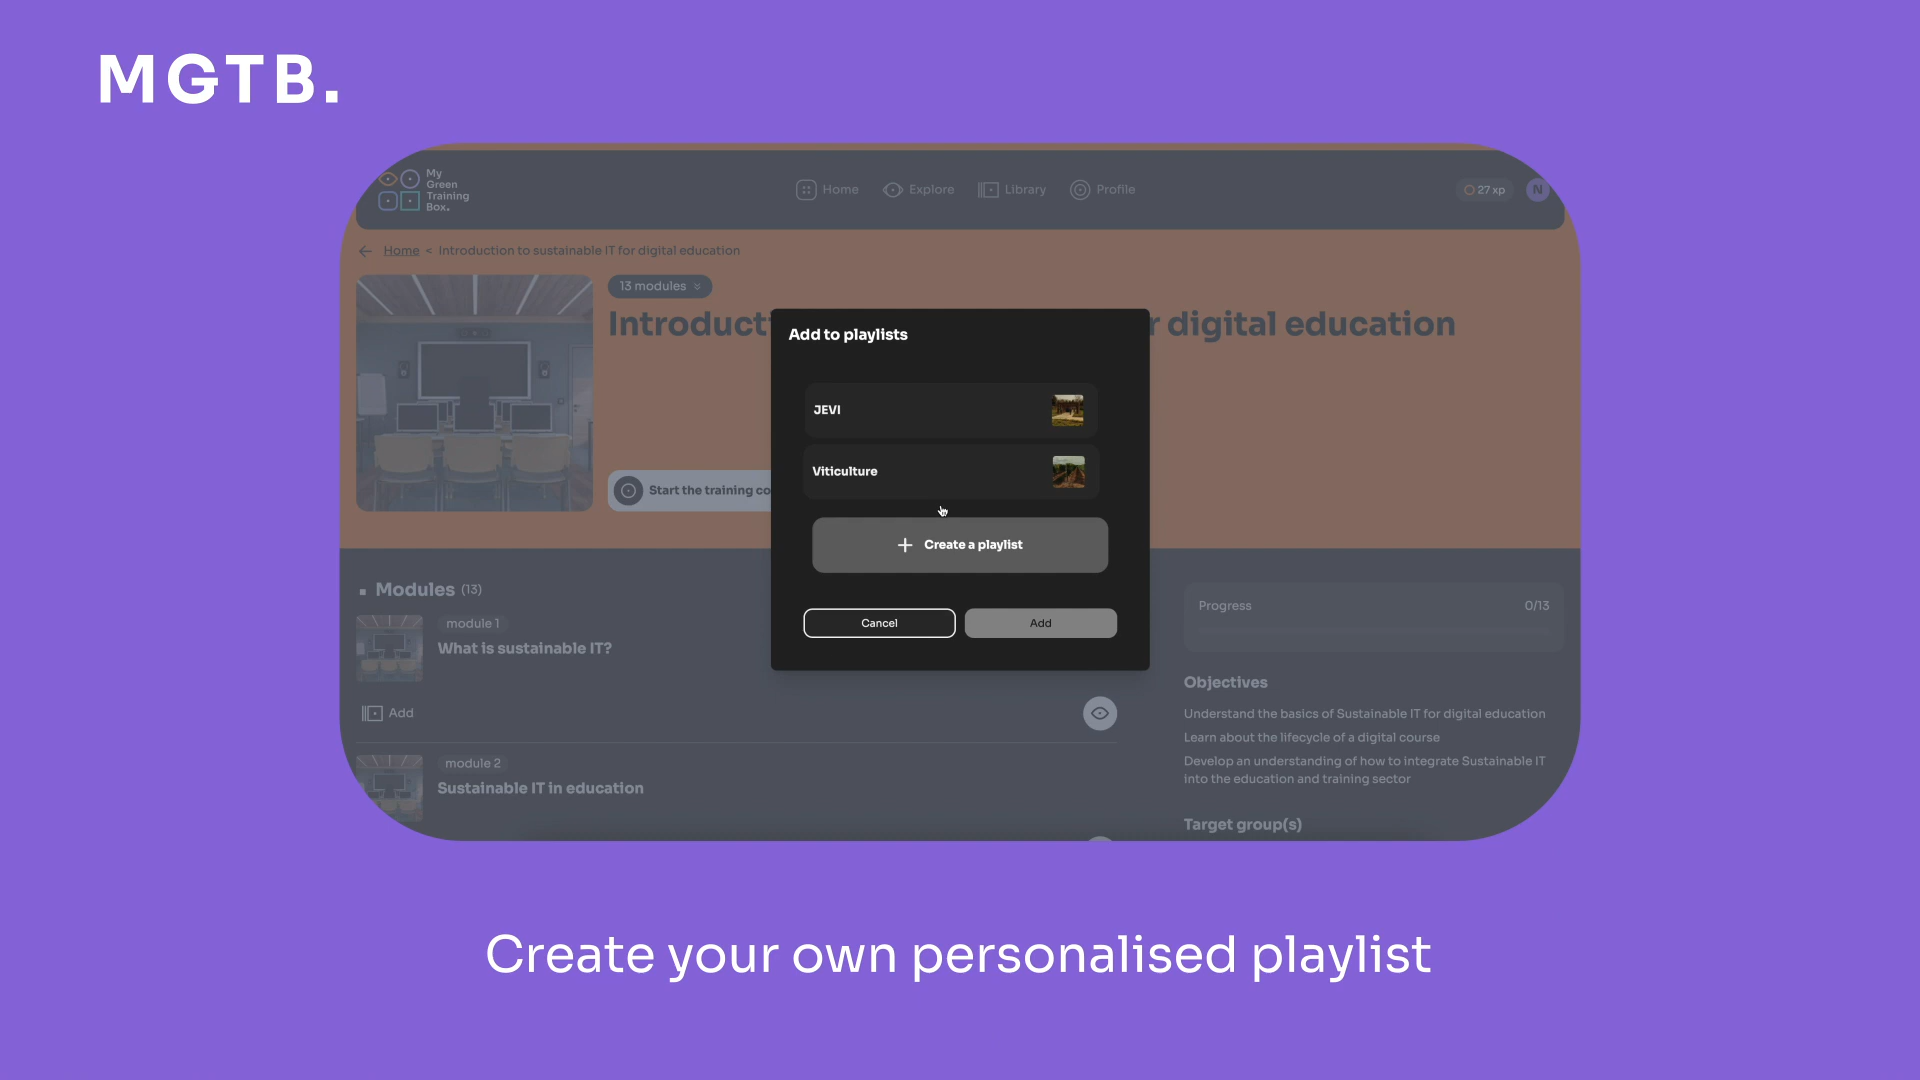 MGTB.
My
Green
Training
Box.
Home
Explore
Library
Profile
27 xp
N
Home < Introduction to sustainable IT for digital education
13 modules
Introduct
r digital education
Start the training co
Add to playlists
JEVI
Viticulture
Create a playlist
Cancel
Add
Modules (13)
module 1
What is sustainable IT?
Add
module 2
Sustainable IT in education
Progress
0/13
Objectives
Understand the basics of Sustainable IT for digital education
Learn about the lifecycle of a digital course
Develop an understanding of how to integrate Sustainable IT
into the education and training sector
Target group(s)
Create your own personalised playlist